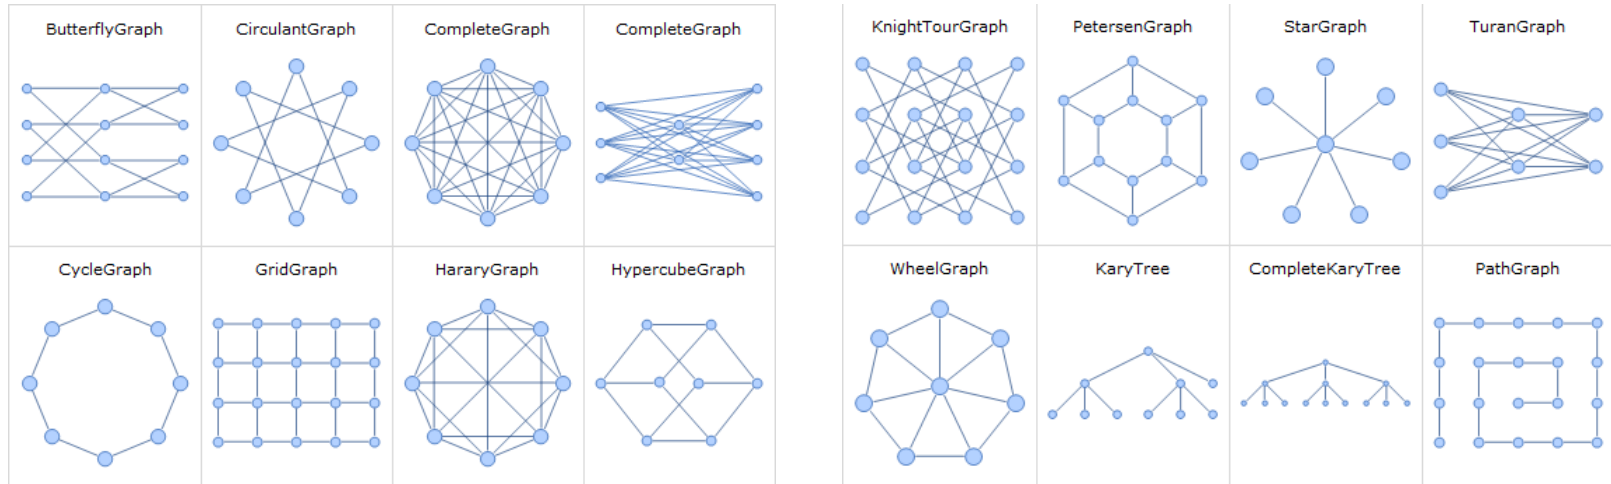 ButterflyGraph
CirculantGraph
CompleteGraph
CompleteGraph
KnightTourGraph
PetersenGraph
StarGraph
TuranGraph
CycleGraph
GridGraph
HararyGraph
HypercubeGraph
WheelGraph
KaryTree
CompleteKaryTree
PathGraph